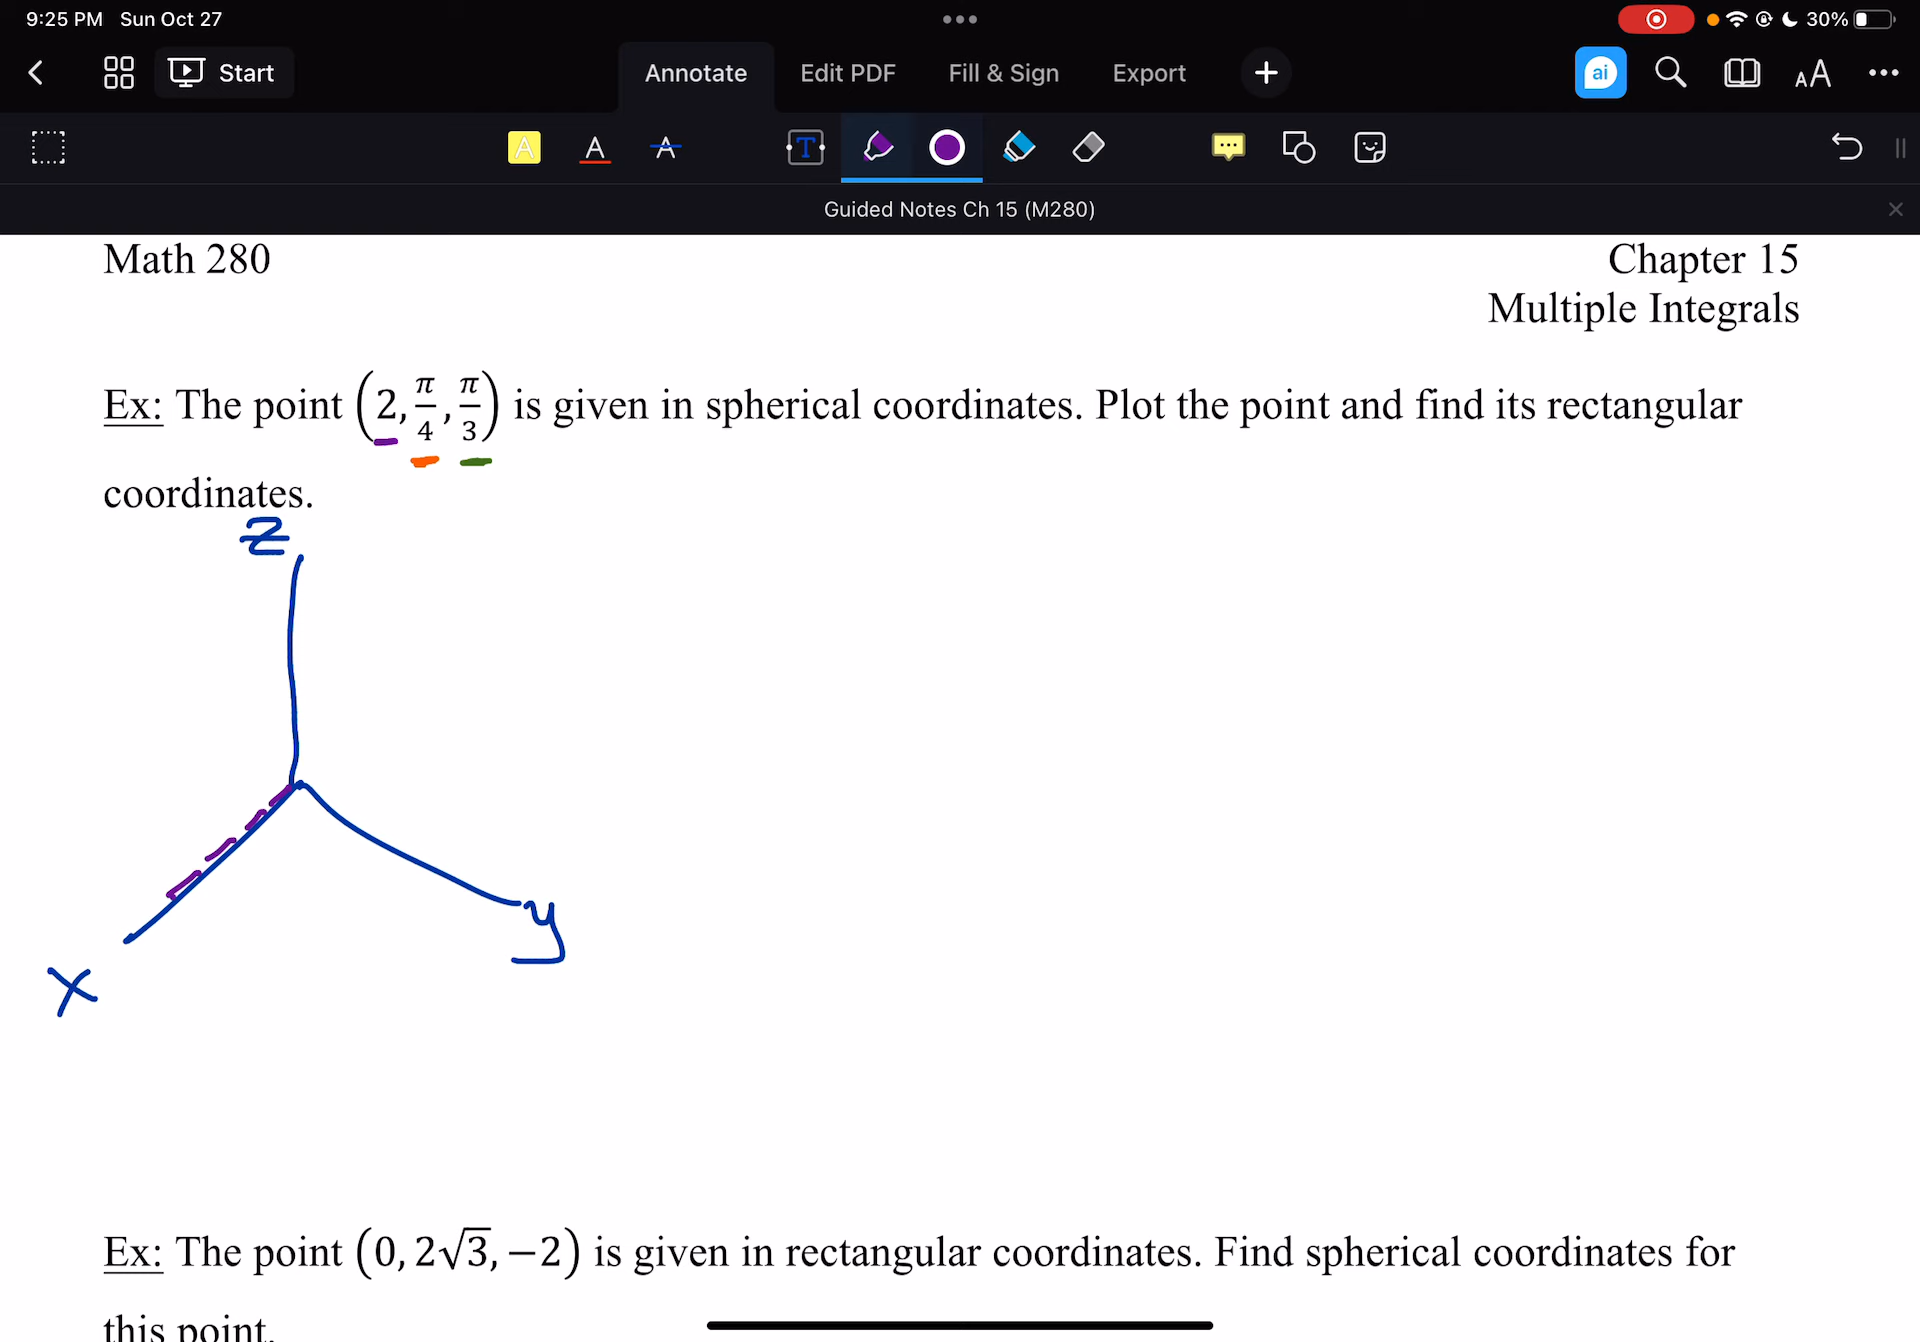 9:25 PM Sun Oct 27
30%
Start Annotate Edit PDF Fill & Sign Export ai AA
A A A T
Guided Notes Ch 15 (M280)
Math 280 Chapter 15
Multiple Integrals
Ex: The point (2, π/4, π/3) is given in spherical coordinates. Plot the point and find its rectangular
coordinates.
z
y
x
Ex: The point (0, 2√3, −2) is given in rectangular coordinates. Find spherical coordinates for
this point.